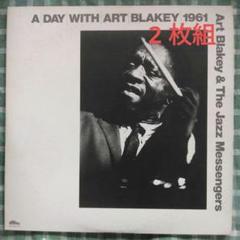 A DAY WITH ART BLAKEY 1961
2枚組
Art Blakey & The Jazz Messengers